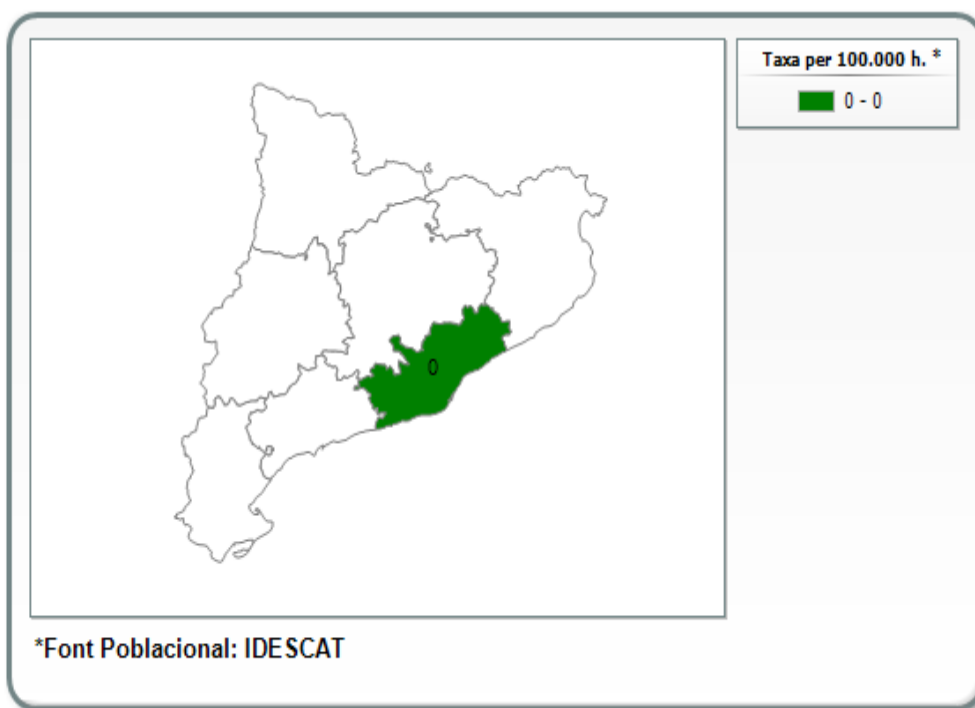 Taxa per 100.000 h. *
0 - 0
0
*Font Poblacional: IDESCAT